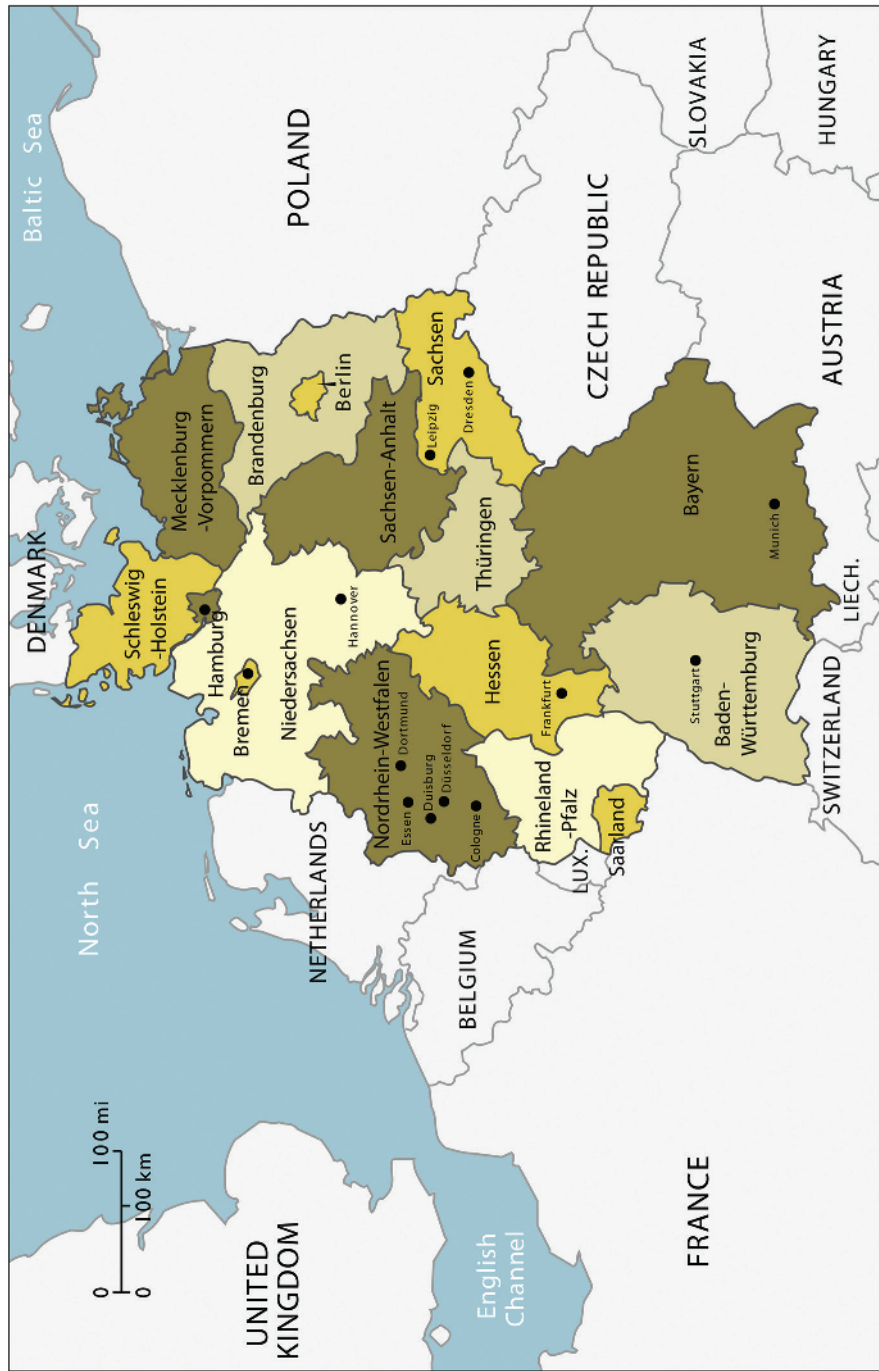 0
100 mi
0
100 km
North Sea
Baltic Sea
DENMARK
Schleswig
-Holstein
Mecklenburg
-Vorpommern
Hamburg
Bremen
Niedersachsen
Hannover
Brandenburg
Berlin
POLAND
UNITED
KINGDOM
NETHERLANDS
Nordrhein-Westfalen
Dortmund
Essen
Duisburg
Düsseldorf
Cologne
Sachsen-Anhalt
Leipzig
Sachsen
Dresden
English
Channel
BELGIUM
Hessen
Thüringen
Frankfurt
Rhineland
-Pfalz
LUX.
Saarland
CZECH REPUBLIC
SLOVAKIA
FRANCE
Stuttgart
Baden-
Württemburg
Bayern
Munich
SWITZERLAND
LIECH.
AUSTRIA
HUNGARY